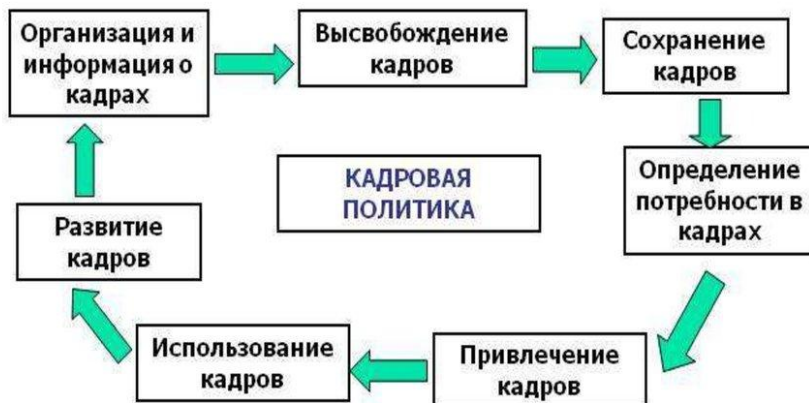 Организация и
информация о
кадрах
Высвобождение
кадров
Сохранение
кадров
КАДРОВАЯ
ПОЛИТИКА
Определение
потребности в
кадрах
Развитие
кадров
Использование
кадров
Привлечение
кадров